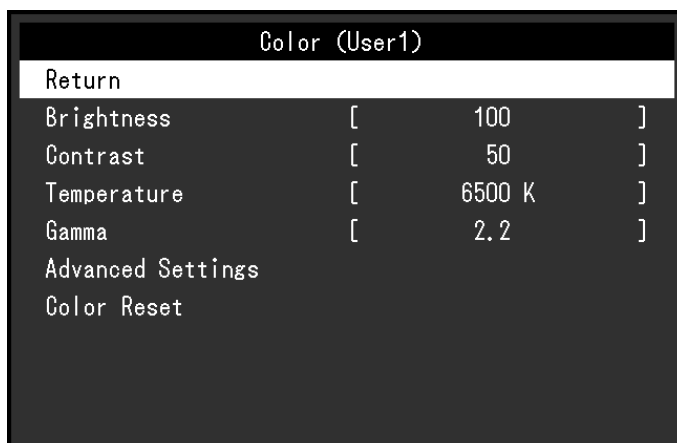 Color (User1)
Return
Brightness [ 100 ]
Contrast [ 50 ]
Temperature [ 6500 K ]
Gamma [ 2.2 ]
Advanced Settings
Color Reset